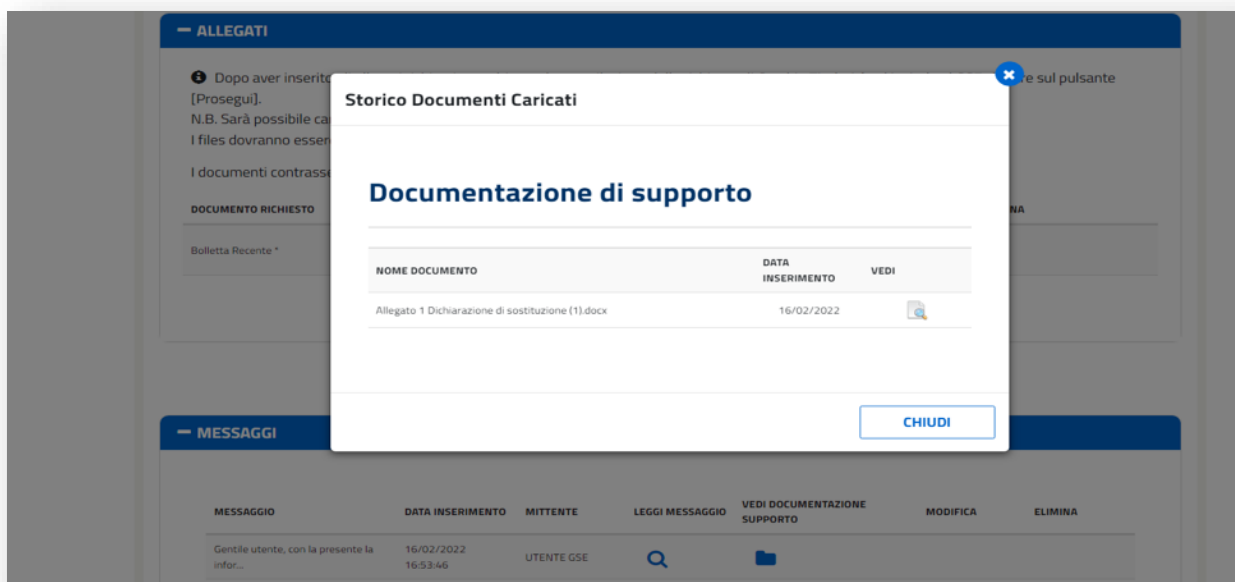 ALLEGATI
Dopo aver inserito
re sul pulsante
[Prosegui].
N.B. Sarà possibile ca
I files dovranno esser
I documenti contrasse
DOCUMENTO RICHIESTO
NA
Bolletta Recente *
Storico Documenti Caricati
Documentazione di supporto
NOME DOCUMENTO DATA INSERIMENTO VEDI
Allegato 1 Dichiarazione di sostituzione (1).docx 16/02/2022
CHIUDI
MESSAGGI
MESSAGGIO DATA INSERIMENTO MITTENTE LEGGI MESSAGGIO VEDI DOCUMENTAZIONE SUPPORTO MODIFICA ELIMINA
Gentile utente, con la presente la 16/02/2022 UTENTE GSE
infor... 16:53:46